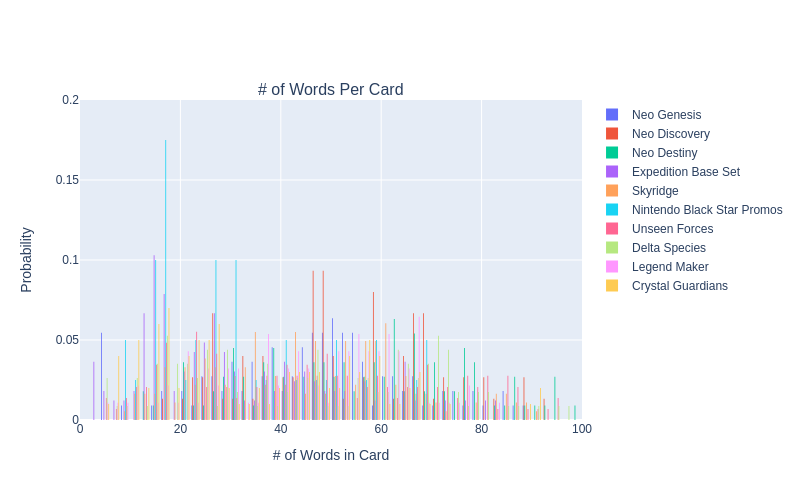 # of Words Per Card
0.2
0.15
0.1
0.05
0
0 20 40 60 80 100
Probability
# of Words in Card
Neo Genesis
Neo Discovery
Neo Destiny
Expedition Base Set
Skyridge
Nintendo Black Star Promos
Unseen Forces
Delta Species
Legend Maker
Crystal Guardians